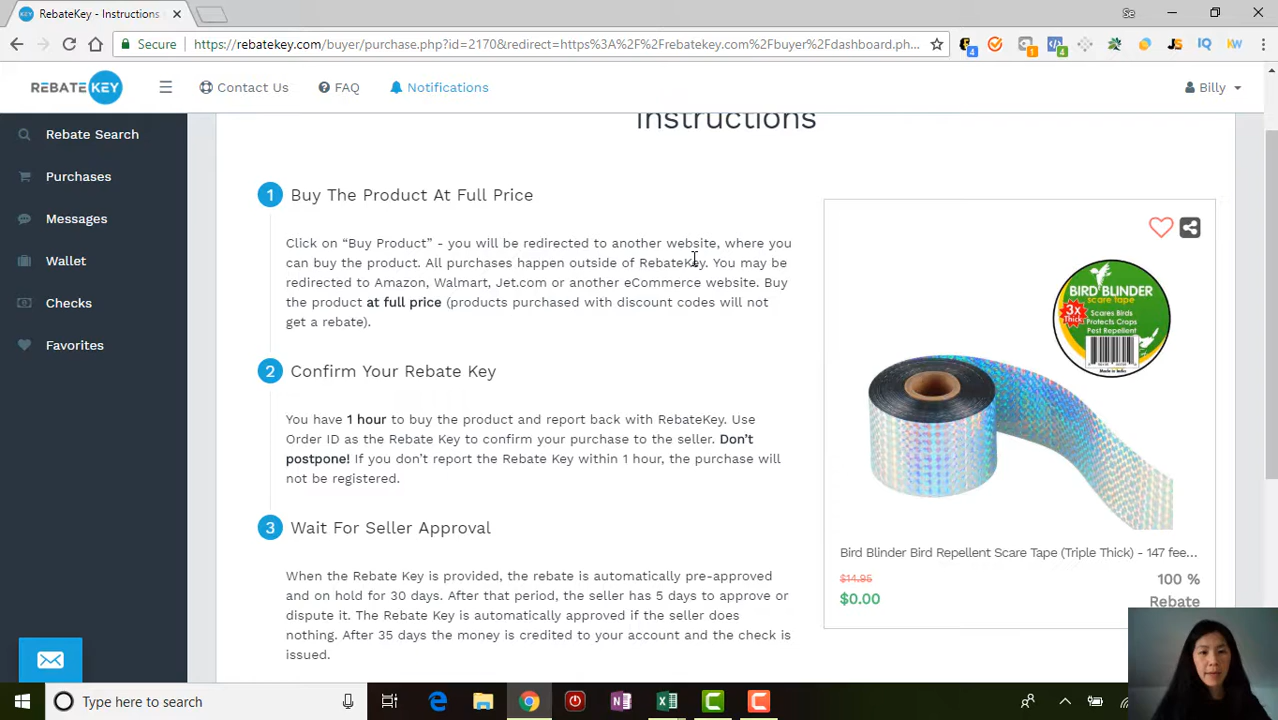 RebateKey - Instructions
Se
Secure
https://rebatekey.com/buyer/purchase.php?id=2170&redirect=https%3A%2F%2Frebatekey.com%2Fbuyer%2Fdashboard.ph...
REBATE KEY
Contact Us
FAQ
Notifications
Billy
Rebate Search
Purchases
Messages
Wallet
Checks
Favorites
Instructions
1 Buy The Product At Full Price
Click on “Buy Product” - you will be redirected to another website, where you
can buy the product. All purchases happen outside of RebateKey. You may be
redirected to Amazon, Walmart, Jet.com or another eCommerce website. Buy
the product at full price (products purchased with discount codes will not
get a rebate).
2 Confirm Your Rebate Key
You have 1 hour to buy the product and report back with RebateKey. Use
Order ID as the Rebate Key to confirm your purchase to the seller. Don’t
postpone! If you don’t report the Rebate Key within 1 hour, the purchase will
not be registered.
3 Wait For Seller Approval
When the Rebate Key is provided, the rebate is automatically pre-approved
and on hold for 30 days. After that period, the seller has 5 days to approve or
dispute it. The Rebate Key is automatically approved if the seller does
nothing. After 35 days the money is credited to your account and the check is
issued.
BIRD BLINDER
scare tape
3X
Thick
Scares Birds
Protects Crops
Pest Repellent
Made in India
Bird Blinder Bird Repellent Scare Tape (Triple Thick) - 147 fee...
$14.95
100 %
$0.00
Rebate
Type here to search